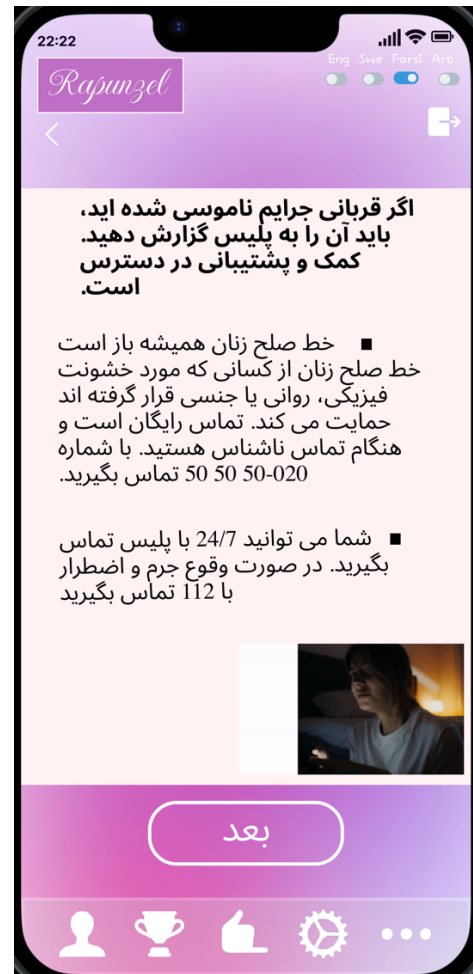 22:22
Eng Swe Farsi Arb
Rapunzel
اگر قربانی جرایم ناموسی شده اید،
باید آن را به پلیس گزارش دهید.
کمک و پشتیبانی در دسترس
است.
▪ خط صلح زنان همیشه باز است
خط صلح زنان از کسانی که مورد خشونت
فیزیکی، روانی یا جنسی قرار گرفته اند
حمایت می کند. تماس رایگان است و
هنگام تماس ناشناس هستید. با شماره
020-50 50 50 تماس بگیرید.
▪ شما می توانید 24/7 با پلیس تماس
بگیرید. در صورت وقوع جرم و اضطرار
با 112 تماس بگیرید
بعد